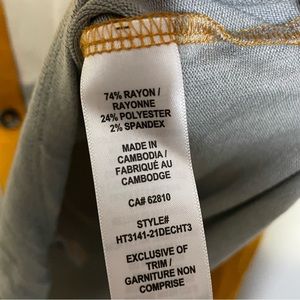 74% RAYON /
RAYONNE
24% POLYESTER
2% SPANDEX
MADE IN
CAMBODIA /
FABRIQUÉ AU
CAMBODGE
CA# 62810
STYLE#
HT3141-21DECHT3
EXCLUSIVE OF
TRIM /
GARNITURE NON
COMPRISE